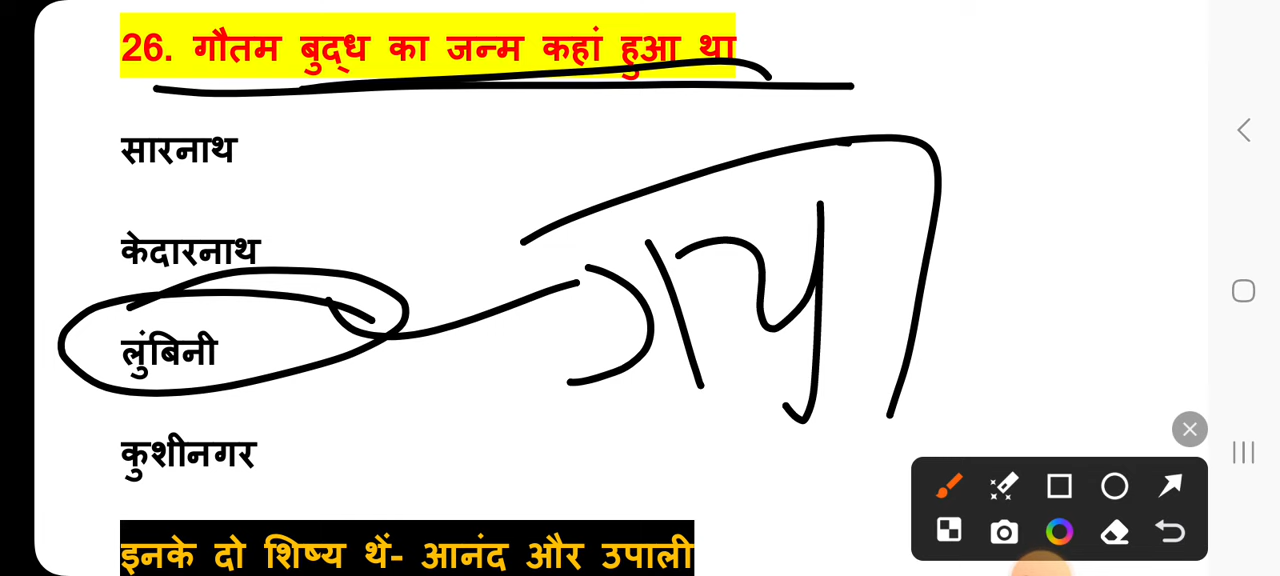 26. गौतम बुद्ध का जन्म कहां हुआ था
सारनाथ
केदारनाथ
लुंबिनी
कुशीनगर
इनके दो शिष्य थें- आनंद और उपाली